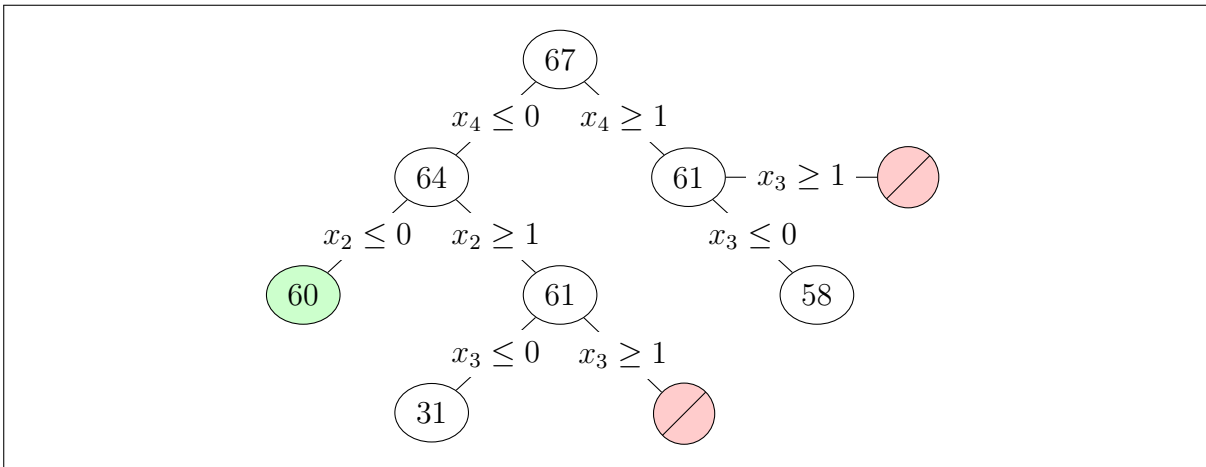 67
x₄ ≤ 0 x₄ ≥ 1
64 61 x₃ ≥ 1
x₂ ≤ 0 x₂ ≥ 1 x₃ ≤ 0
60 61 58
x₃ ≤ 0 x₃ ≥ 1
31